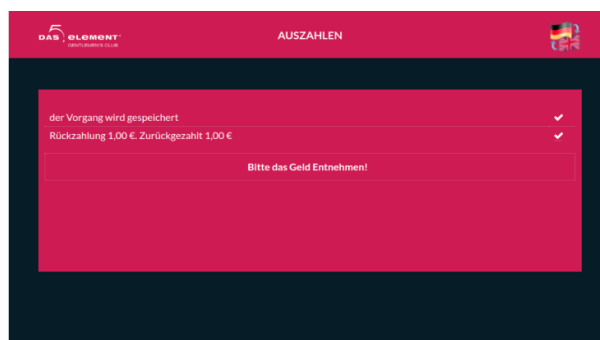 DAS 5. ELEMENT
GENTLEMEN'S CLUB
AUSZAHLEN
der Vorgang wird gespeichert
Rückzahlung 1,00 €. Zurückgezahlt 1,00 €
Bitte das Geld Entnehmen!